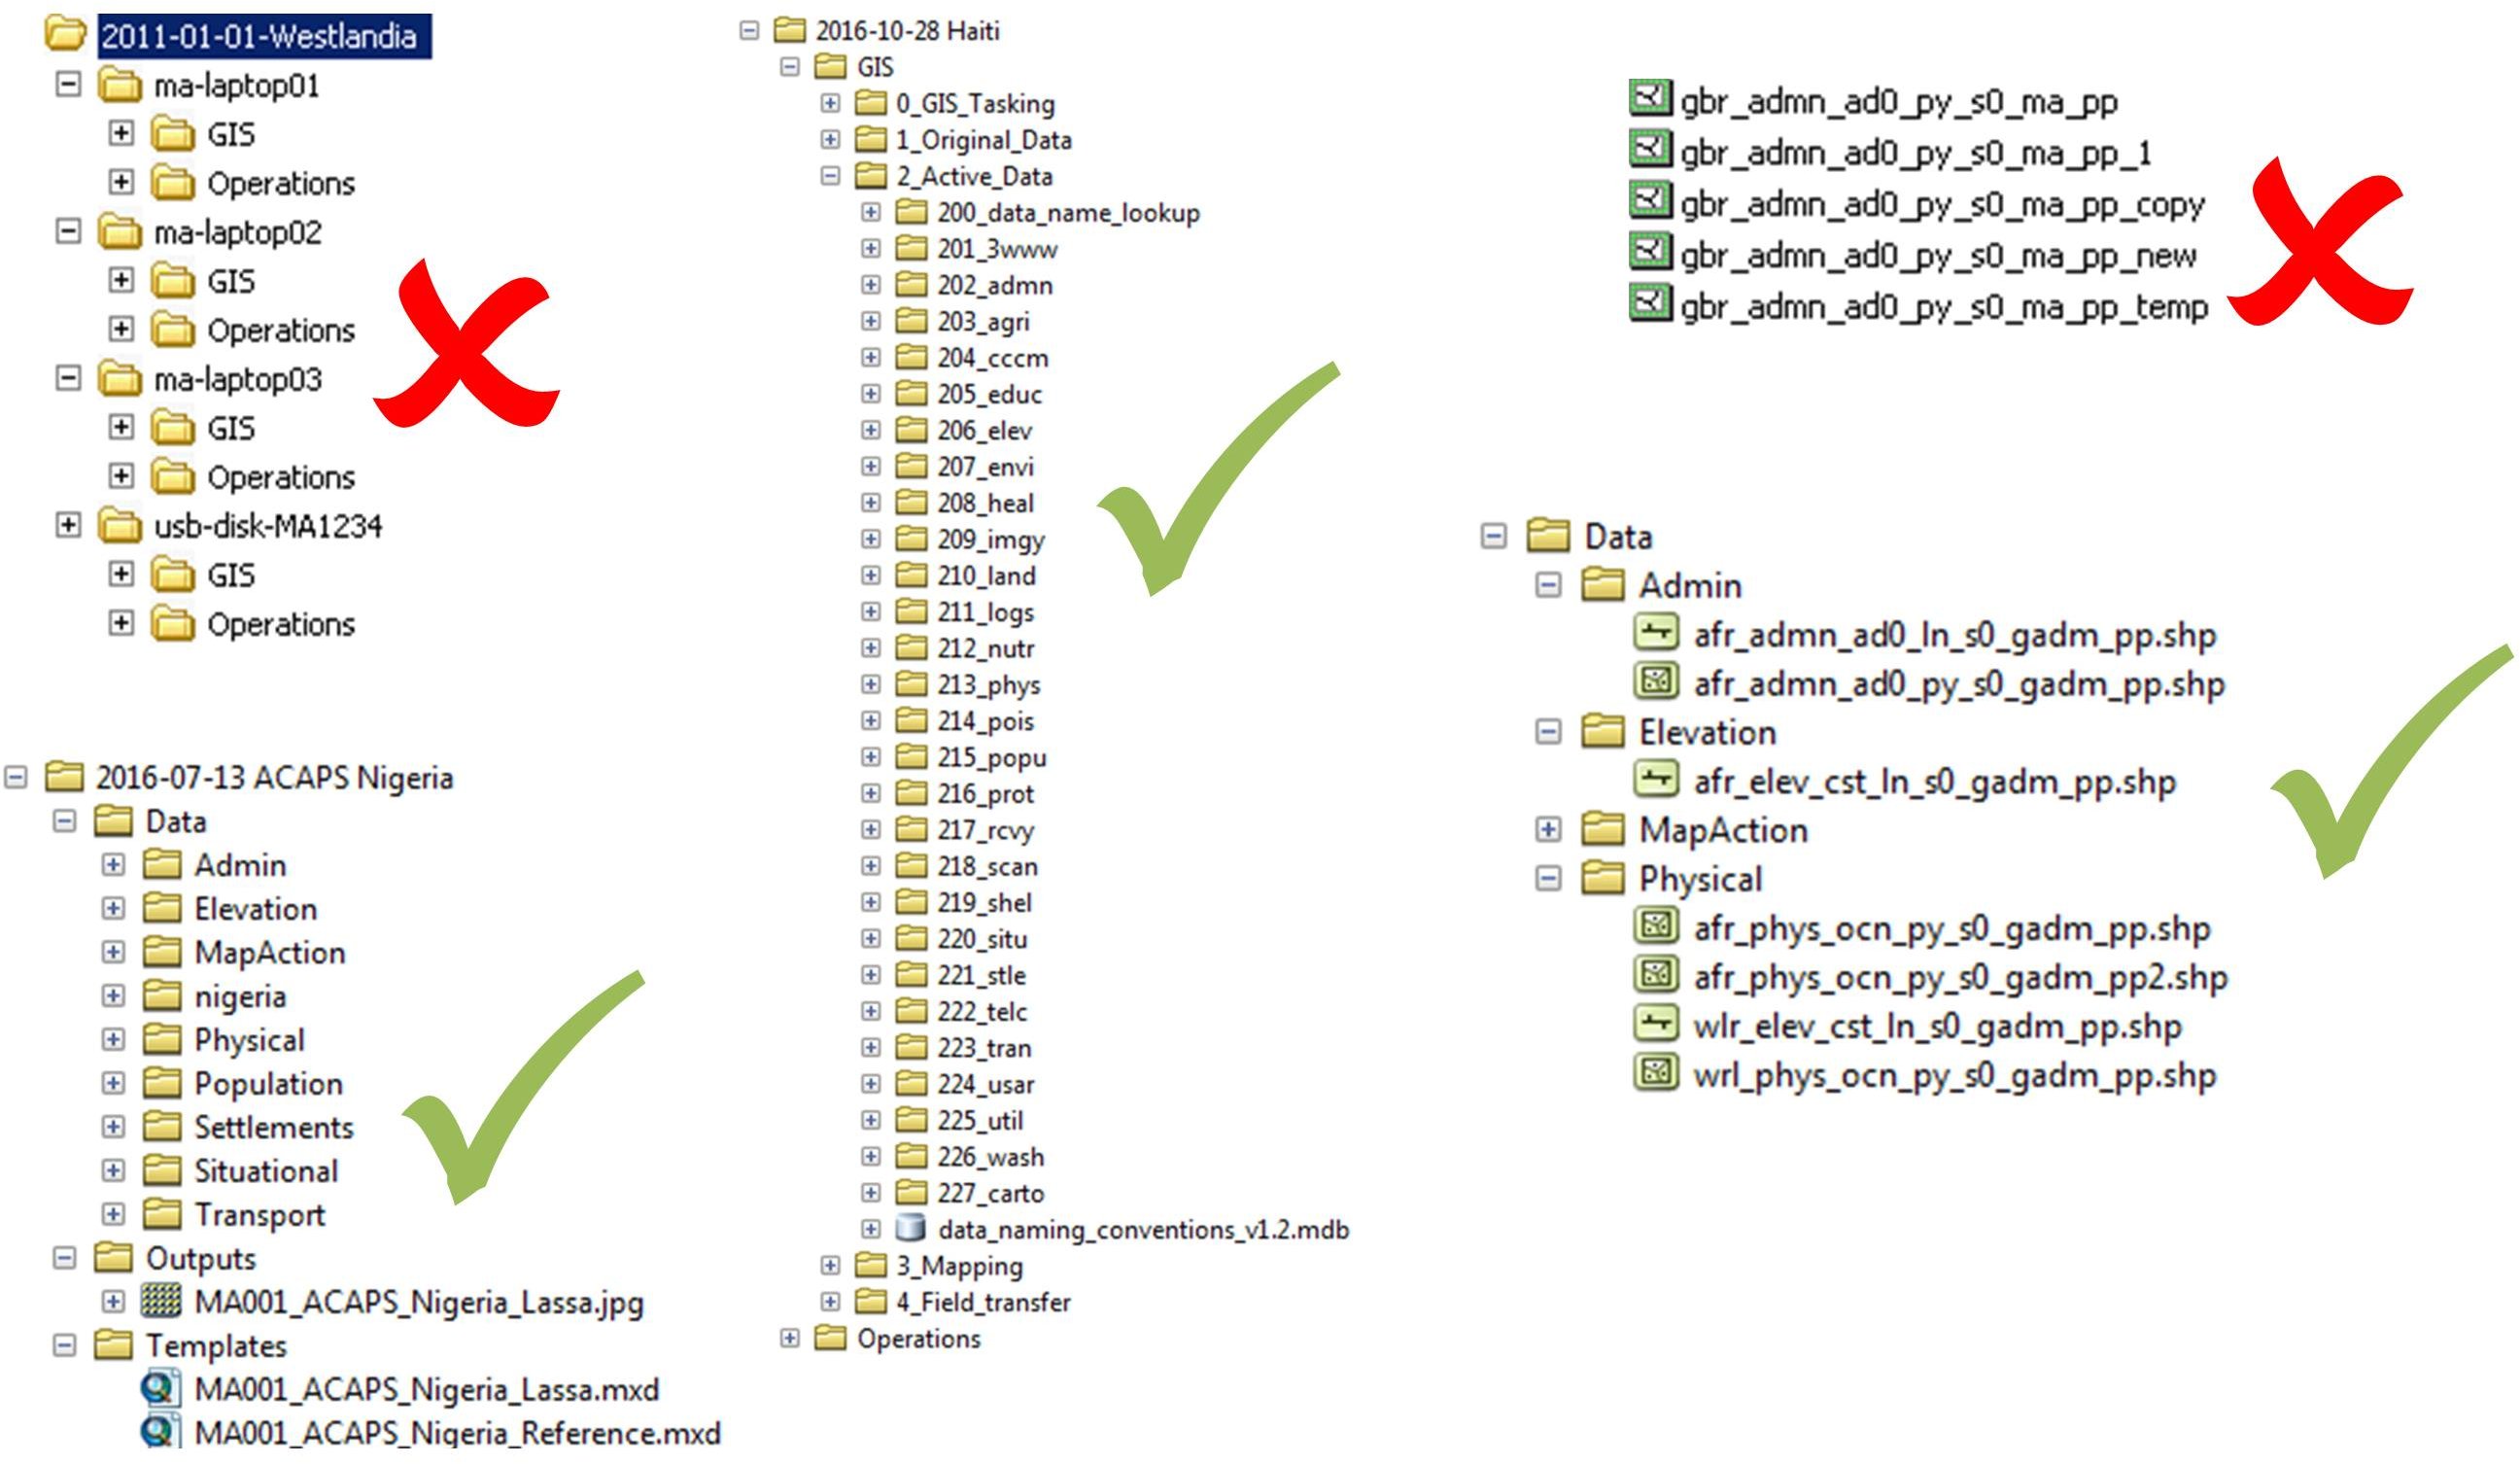 2011-01-01-Westlandia
ma-laptop01
GIS
Operations
ma-laptop02
GIS
Operations
ma-laptop03
GIS
Operations
usb-disk-MA1234
GIS
Operations
2016-07-13 ACAPS Nigeria
Data
Admin
Elevation
MapAction
nigeria
Physical
Population
Settlements
Situational
Transport
Outputs
MA001_ACAPS_Nigeria_Lassa.jpg
Templates
MA001_ACAPS_Nigeria_Lassa.mxd
MA001_ACAPS_Nigeria_Reference.mxd
2016-10-28 Haiti
GIS
0_GIS_Tasking
1_Original_Data
2_Active_Data
200_data_name_lookup
201_3www
202_admn
203_agri
204_cccm
205_educ
206_elev
207_envi
208_heal
209_imgy
210_land
211_logs
212_nutr
213_phys
214_pois
215_popu
216_prot
217_rcvy
218_scan
219_shel
220_situ
221_stle
222_telc
223_tran
224_usar
225_util
226_wash
227_carto
data_naming_conventions_v1.2.mdb
3_Mapping
4_Field_transfer
Operations
gbr_admn_ad0_py_s0_ma_pp
gbr_admn_ad0_py_s0_ma_pp_1
gbr_admn_ad0_py_s0_ma_pp_copy
gbr_admn_ad0_py_s0_ma_pp_new
gbr_admn_ad0_py_s0_ma_pp_temp
Data
Admin
afr_admn_ad0_ln_s0_gadm_pp.shp
afr_admn_ad0_py_s0_gadm_pp.shp
Elevation
afr_elev_cst_ln_s0_gadm_pp.shp
MapAction
Physical
afr_phys_ocn_py_s0_gadm_pp.shp
afr_phys_ocn_py_s0_gadm_pp2.shp
wlr_elev_cst_ln_s0_gadm_pp.shp
wrl_phys_ocn_py_s0_gadm_pp.shp